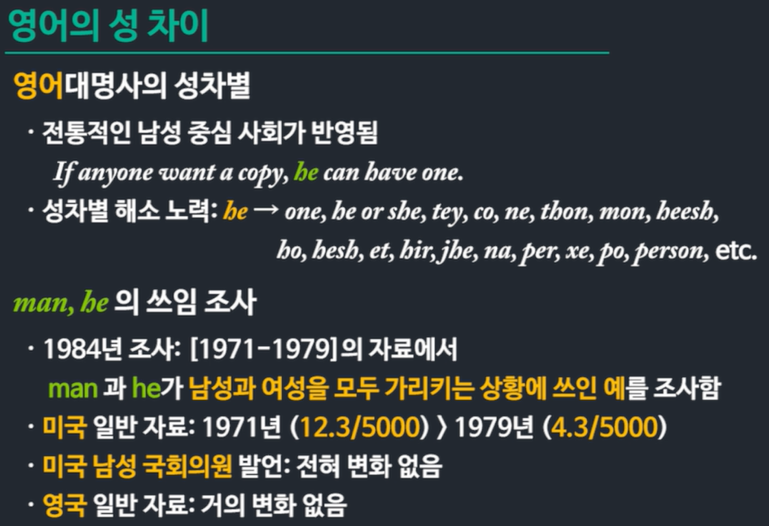 영어의 성 차이
영어대명사의 성차별
· 전통적인 남성 중심 사회가 반영됨
If anyone want a copy, he can have one.
· 성차별 해소 노력: he → one, he or she, tey, co, ne, thon, mon, heesh,
ho, hesh, et, hir, jhe, na, per, xe, po, person, etc.
man, he 의 쓰임 조사
· 1984년 조사: [1971-1979]의 자료에서
man 과 he가 남성과 여성을 모두 가리키는 상황에 쓰인 예를 조사함
· 미국 일반 자료: 1971년 (12.3/5000) > 1979년 (4.3/5000)
· 미국 남성 국회의원 발언: 전혀 변화 없음
· 영국 일반 자료: 거의 변화 없음